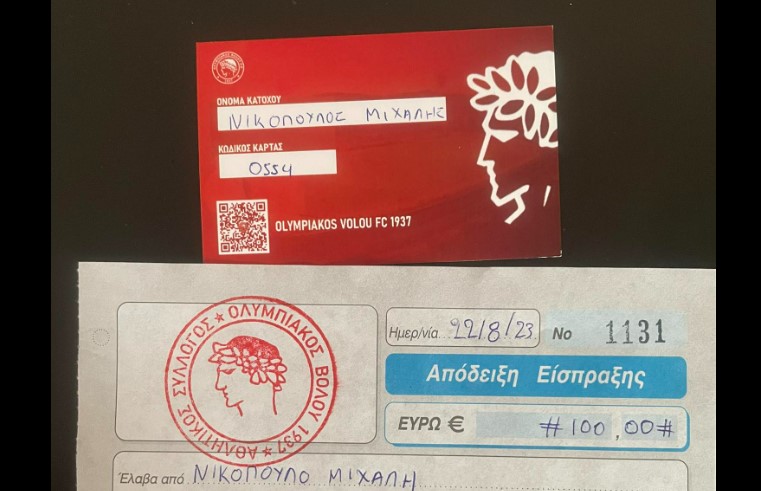 ΟΝΟΜΑ ΚΑΤΟΧΟΥ
ΝΙΚΟΠΟΥΛΟΣ ΜΙΧΑΛΗΣ
ΚΩΔΙΚΟΣ ΚΑΡΤΑΣ
0554
OLYMPIAKOS VOLOU FC 1937
ΑΘΛΗΤΙΚΟΣ ΣΥΛΛΟΓΟΣ ★ ΟΛΥΜΠΙΑΚΟΣ ΒΟΛΟΥ 1937 ★
Ημερ/νία 22/8/23 No 1131
Απόδειξη Είσπραξης
ΕΥΡΩ € #100,00#
Έλαβα από ΝΙΚΟΠΟΥΛΟ ΜΙΧΑΛΗ